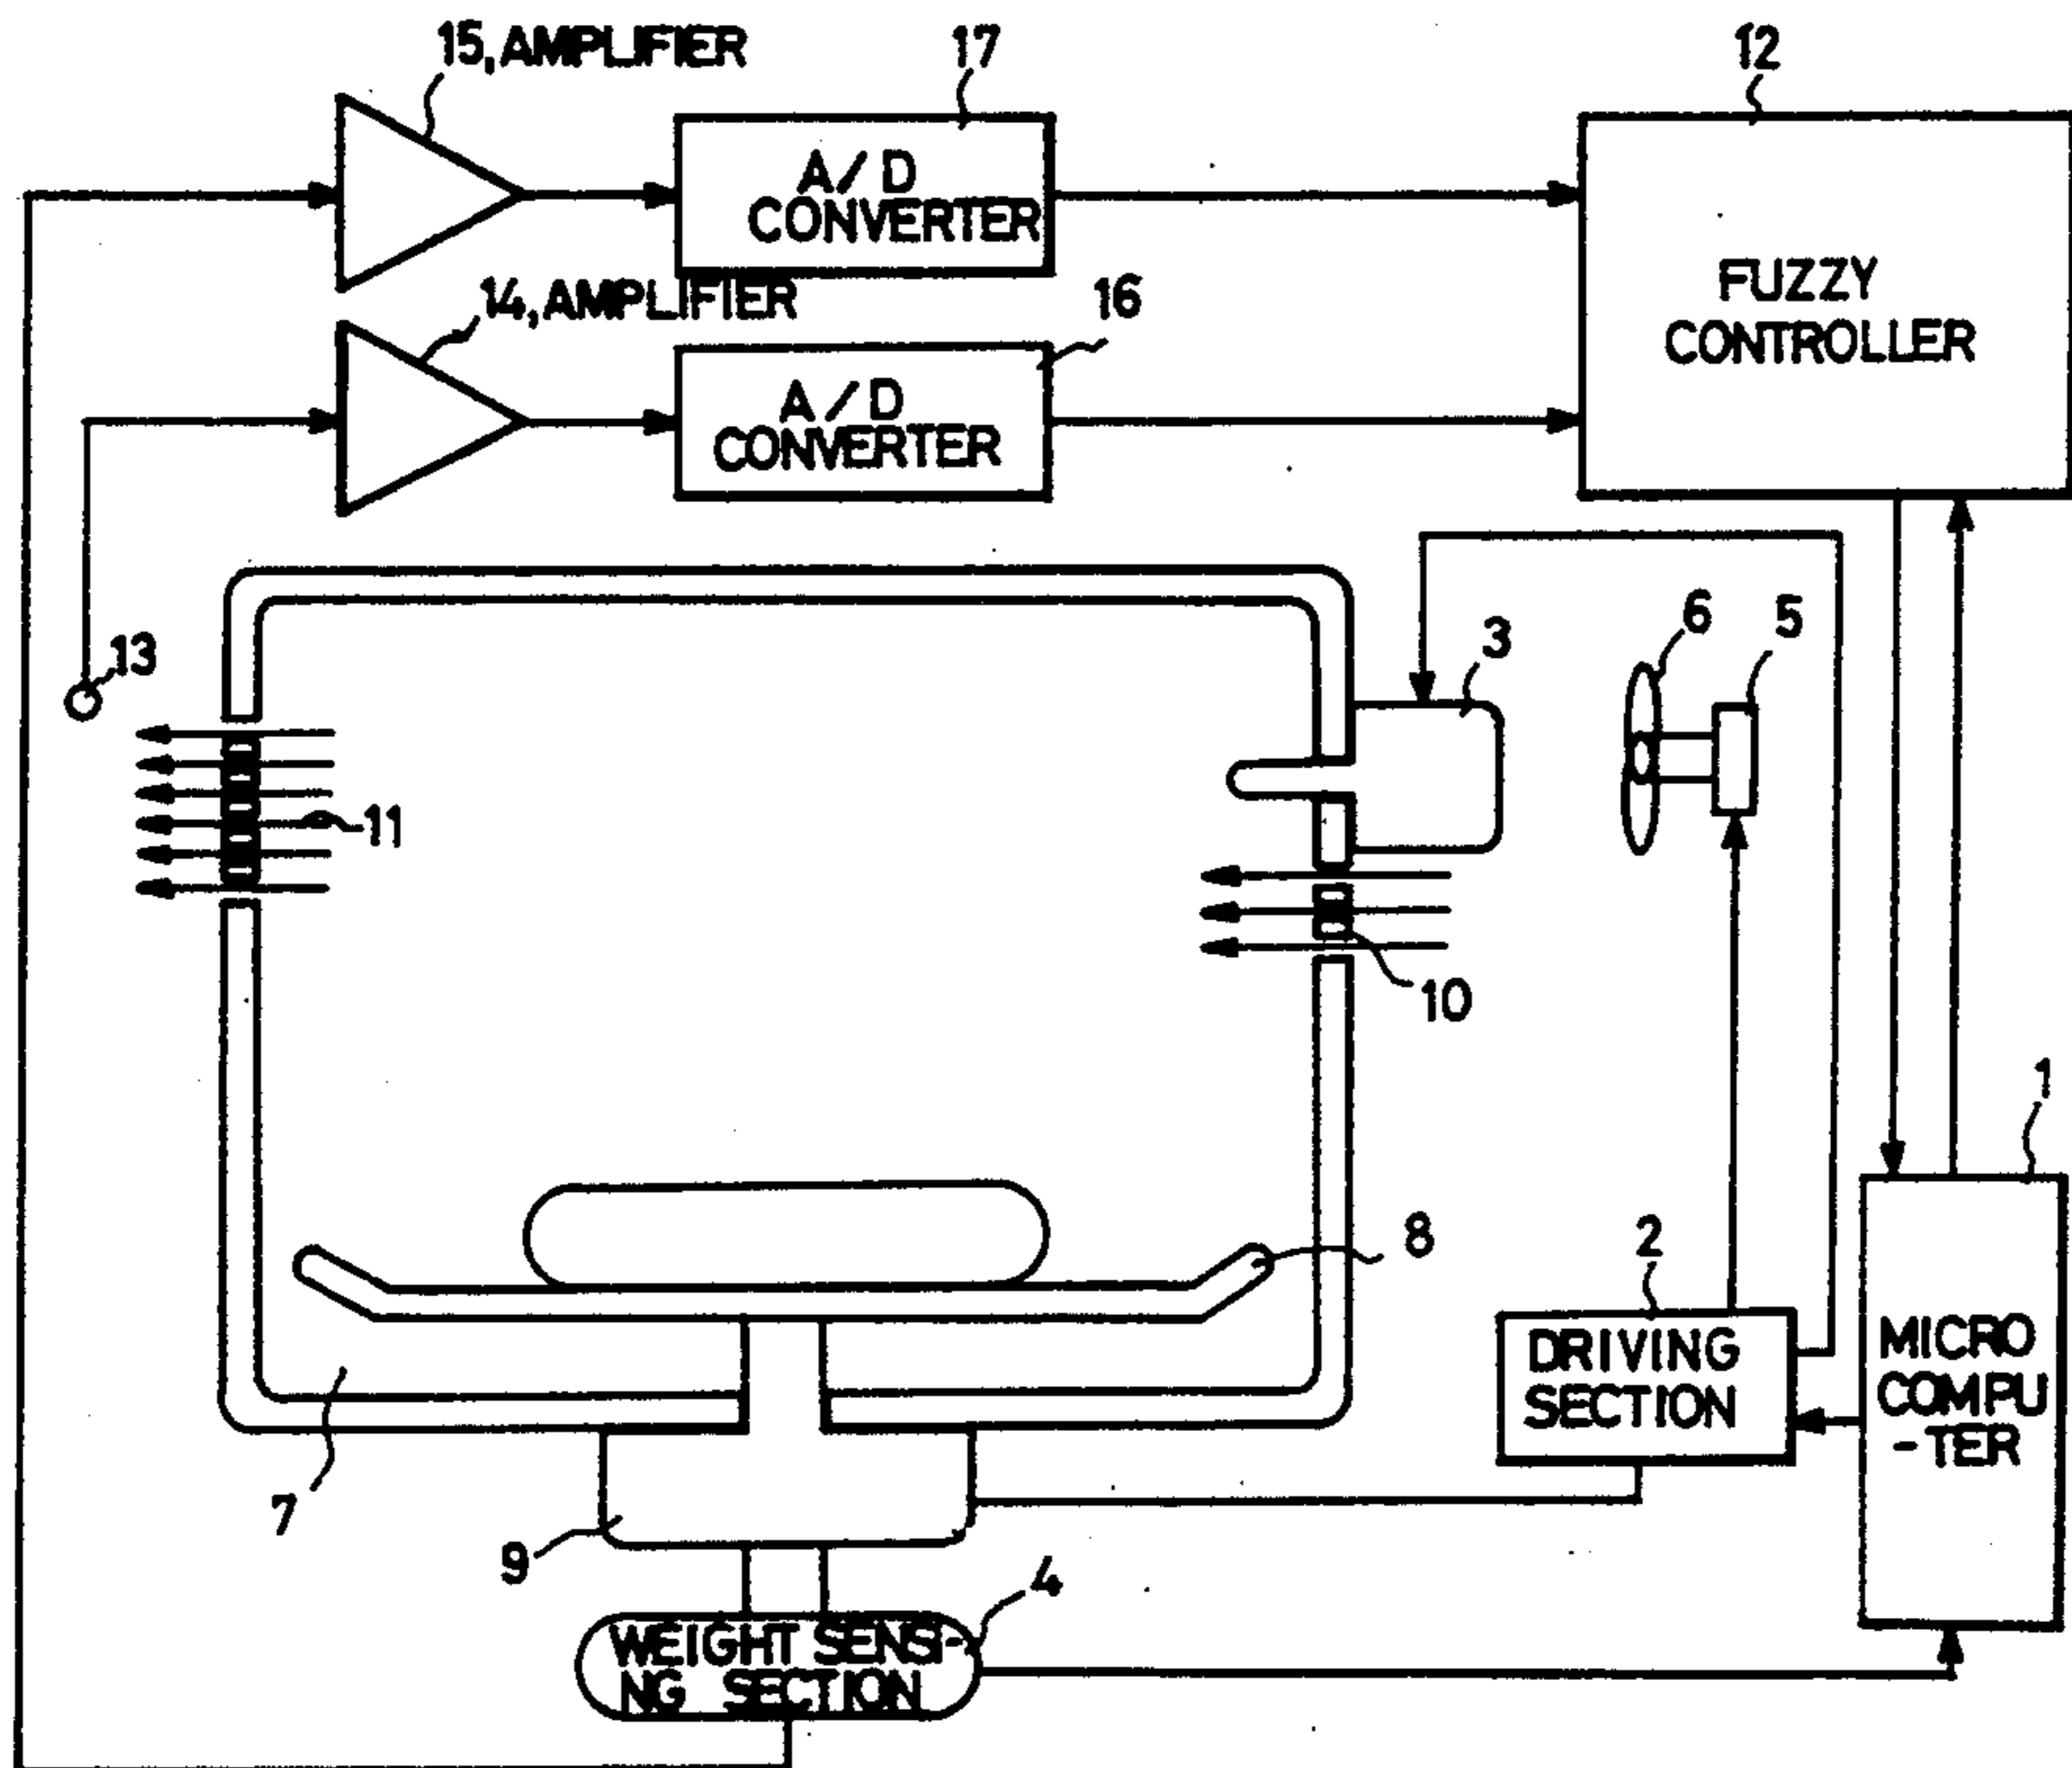 15,AMPLIFIER
17
12
A/D
CONVERTER
14,AMPLIFIER
16
A/D
CONVERTER
FUZZY
CONTROLLER
13
3
6
5
11
10
1
8
2
DRIVING
SECTION
MICRO
COMPU
-TER
7
9
4
WEIGHT SENSI-
NG SECTION